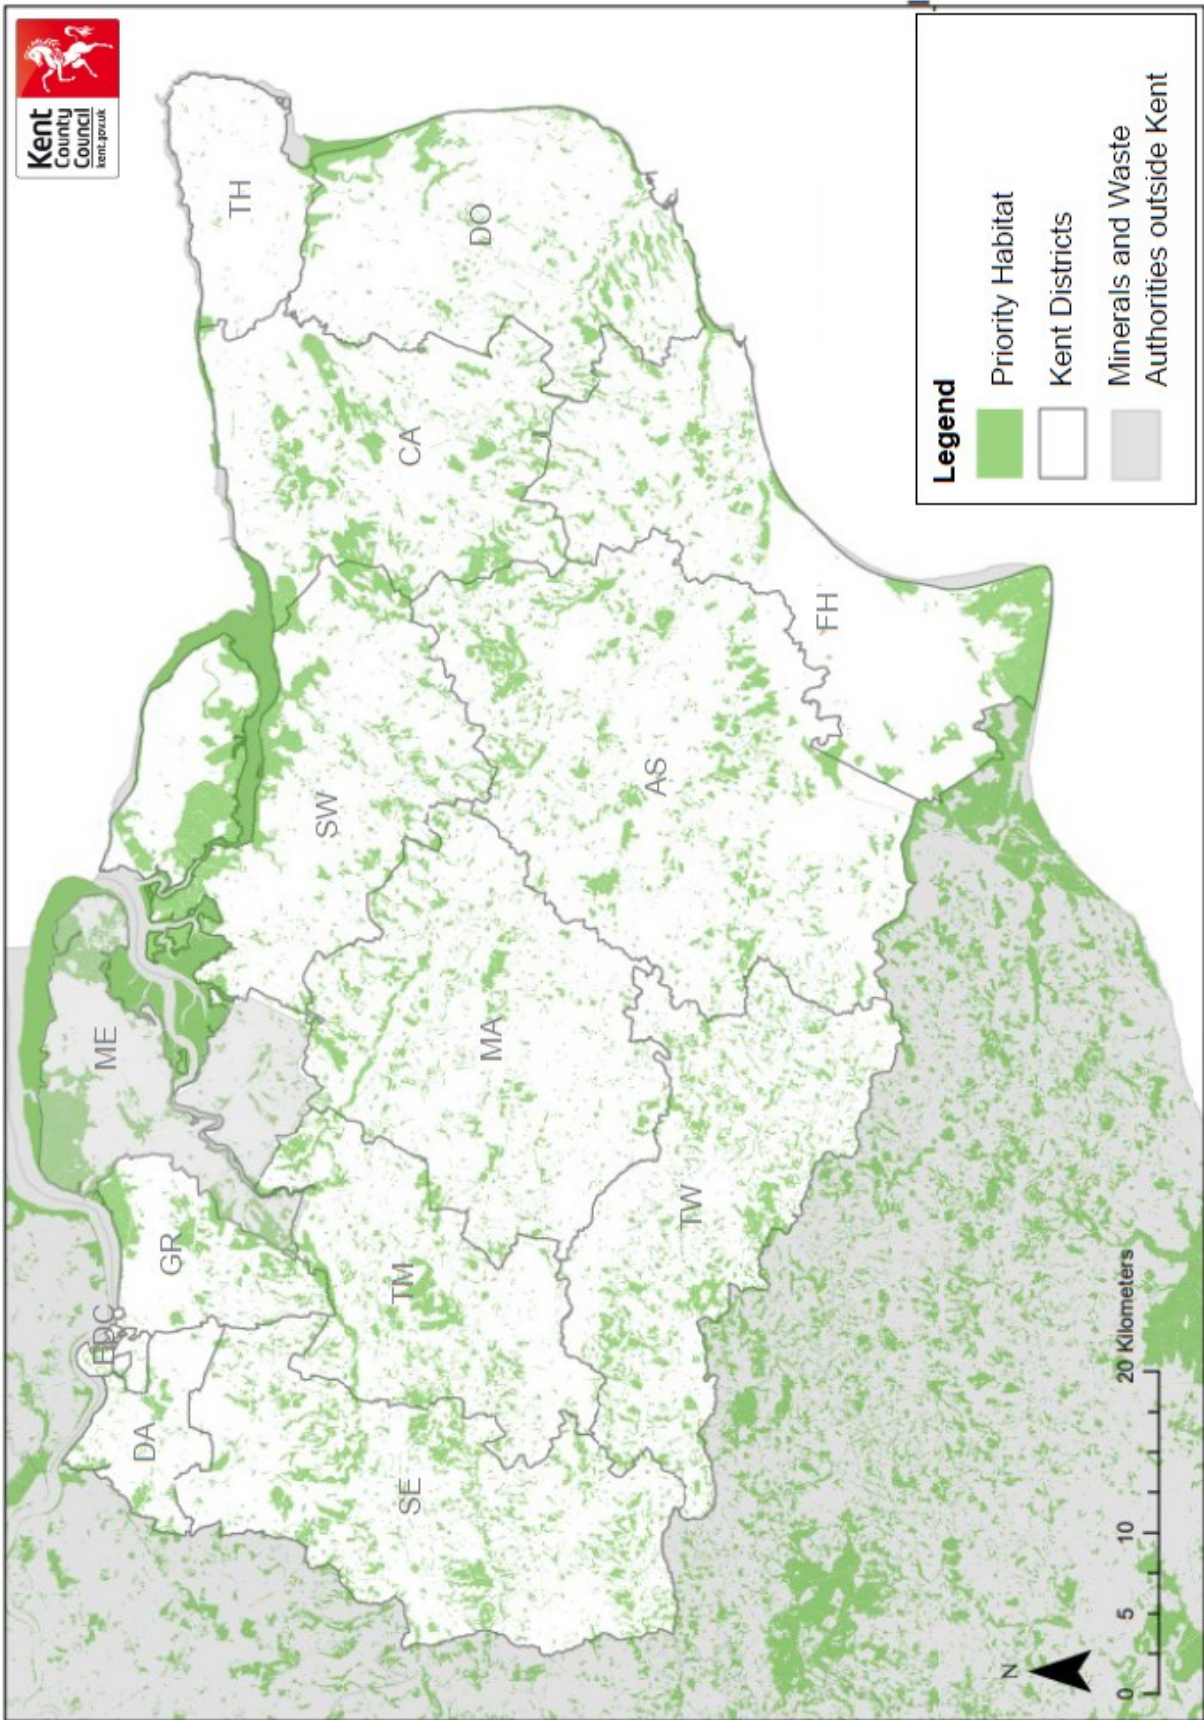 Kent
County
Council
kent.gov.uk
TH
DO
CA
FH
SW
AS
ME
MA
GR
EDC
TM
TW
DA
SE
Legend
Priority Habitat
Kent Districts
Minerals and Waste
Authorities outside Kent
N
0 5 10 20 Kilometers